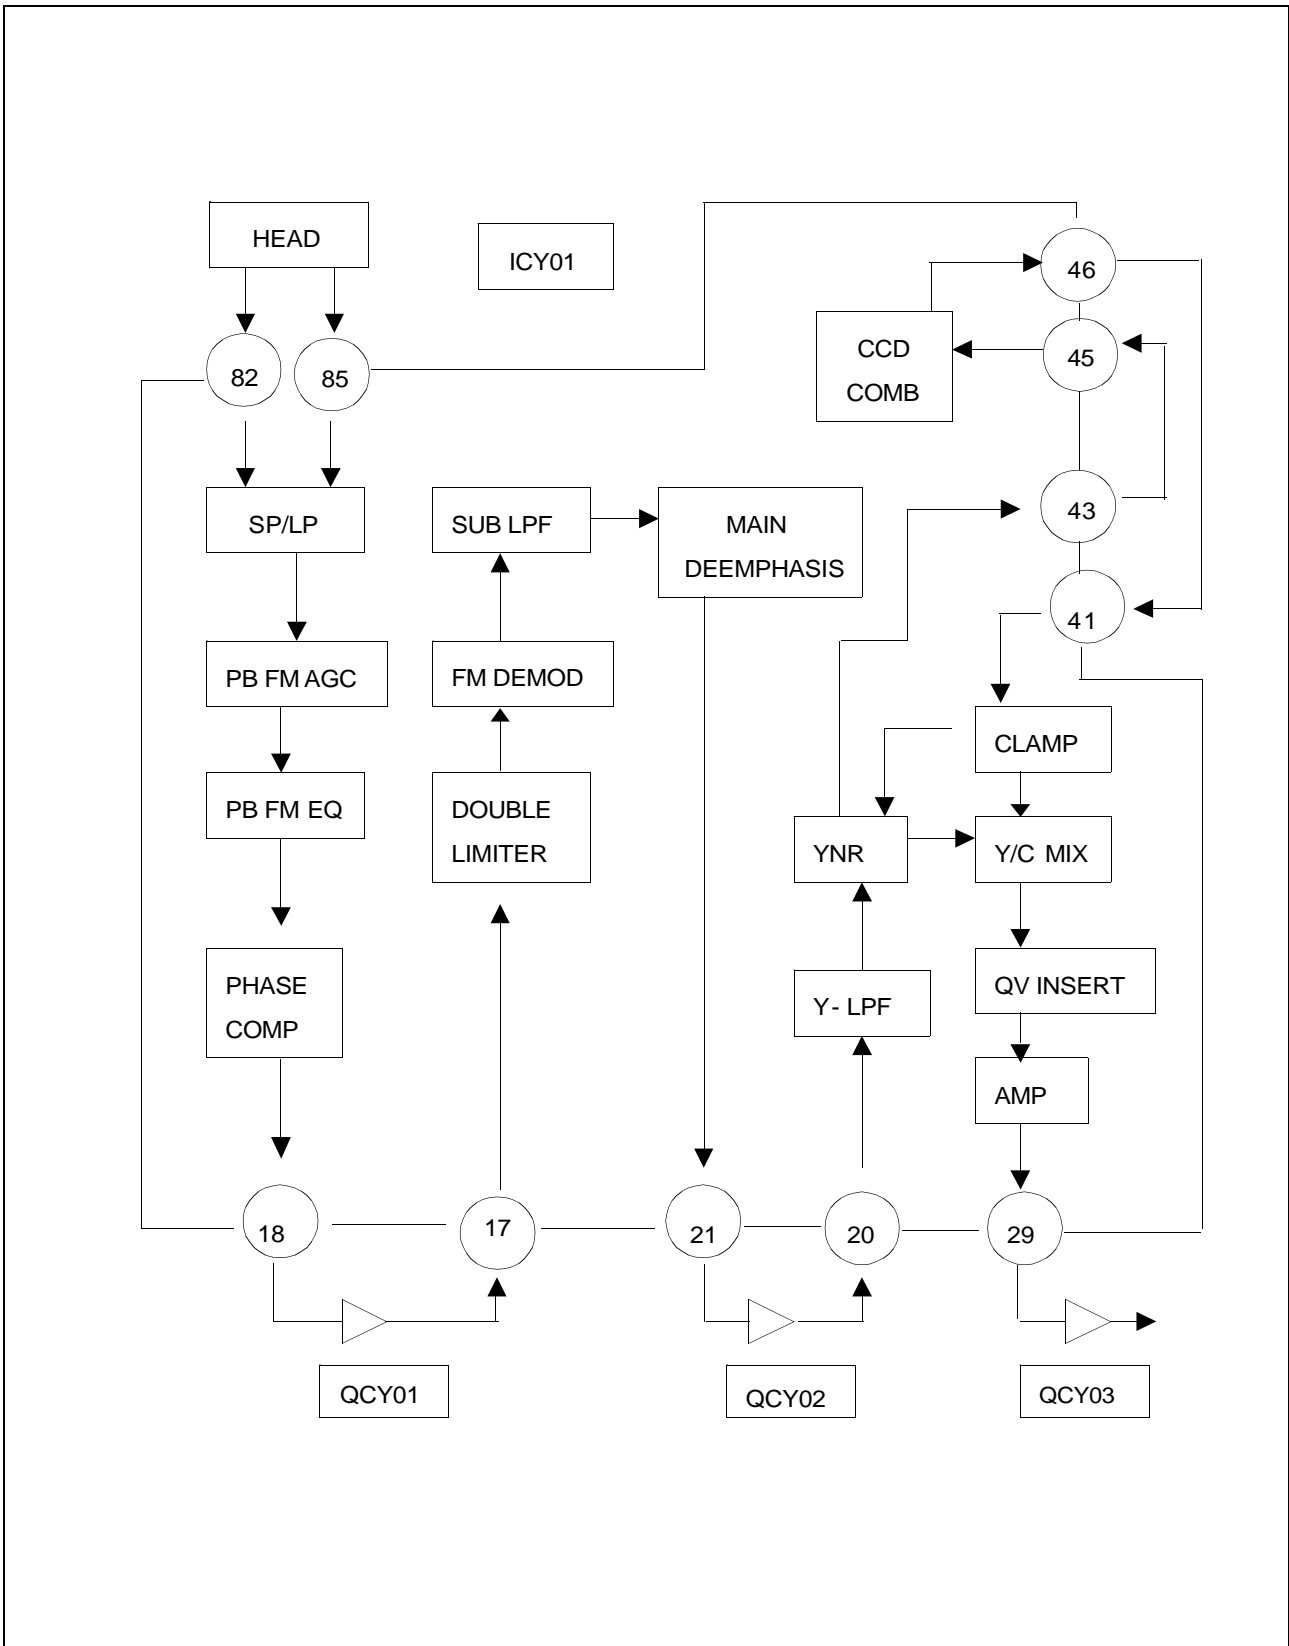 HEAD
ICY01
46
82
85
CCD
COMB
45
SP/LP
SUB LPF
MAIN
DEEMPHASIS
43
41
PB FM AGC
FM DEMOD
CLAMP
PB FM EQ
DOUBLE
LIMITER
YNR
Y/C MIX
PHASE
COMP
Y- LPF
QV INSERT
AMP
18
17
21
20
29
QCY01
QCY02
QCY03